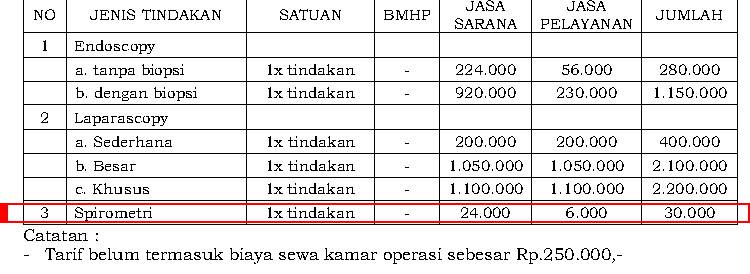 NO JENIS TINDAKAN SATUAN BMHP JASA SARANA JASA PELAYANAN JUMLAH
1 Endoscopy
a. tanpa biopsi 1x tindakan - 224.000 56.000 280.000
b. dengan biopsi 1x tindakan - 920.000 230.000 1.150.000
2 Laparascopy
a. Sederhana 1x tindakan - 200.000 200.000 400.000
b. Besar 1x tindakan - 1.050.000 1.050.000 2.100.000
c. Khusus 1x tindakan - 1.100.000 1.100.000 2.200.000
3 Spirometri 1x tindakan - 24.000 6.000 30.000
Catatan :
- Tarif belum termasuk biaya sewa kamar operasi sebesar Rp.250.000,-